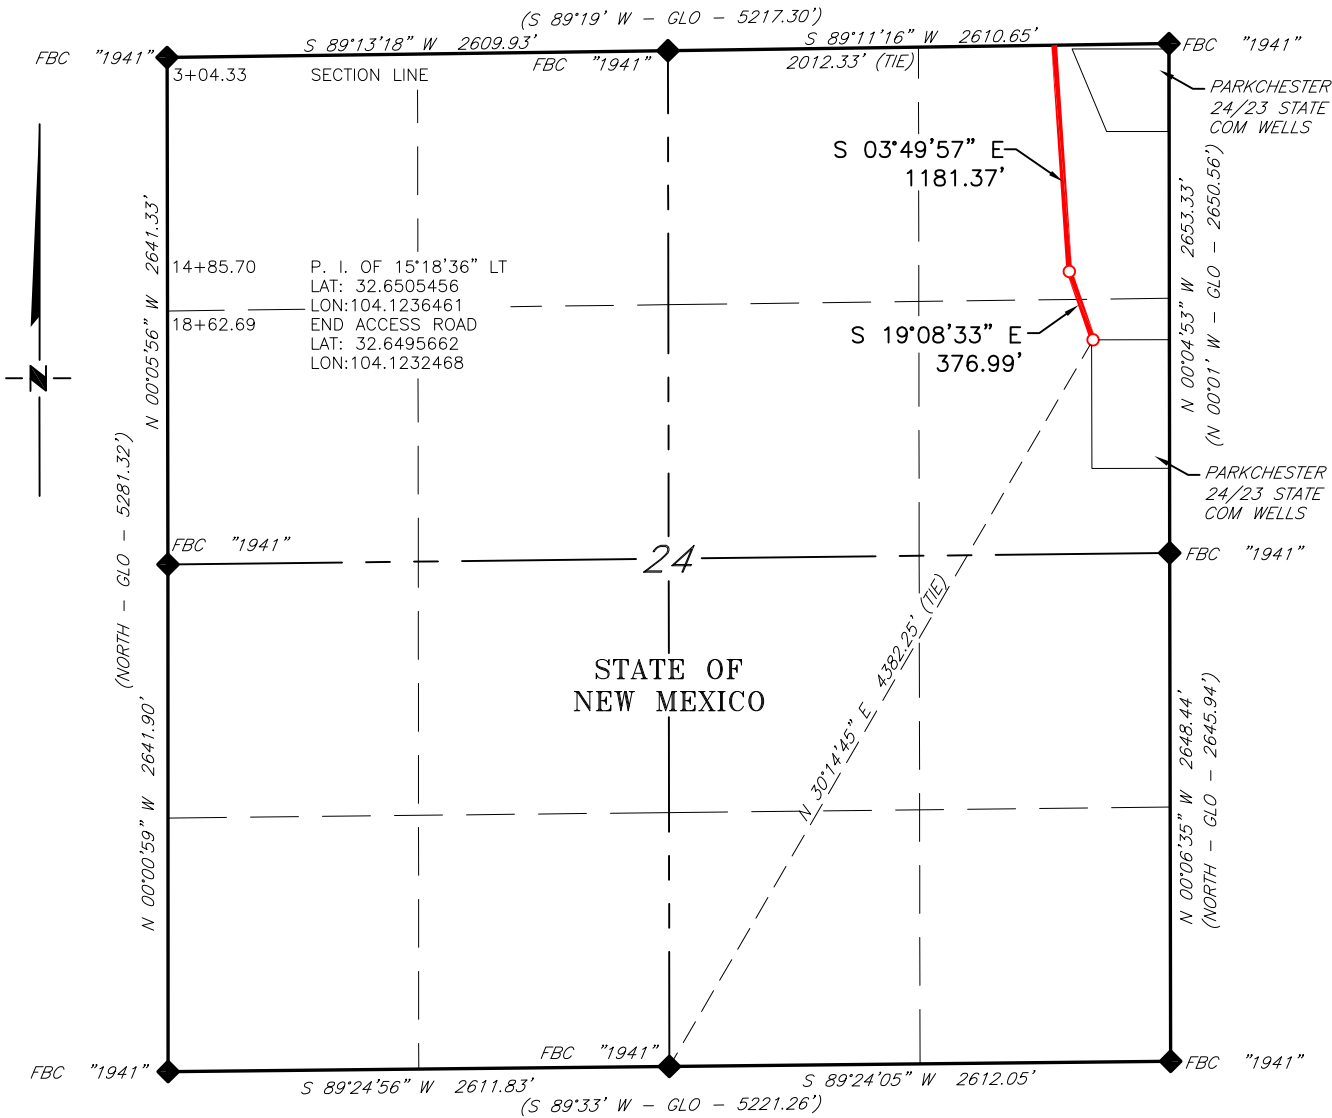 (S 89°19' W - GLO - 5217.30')
S 89°13'18" W 2609.93'
S 89°11'16" W 2610.65'
FBC "1941"
FBC "1941"
FBC "1941"
2012.33' (TIE)
3+04.33 SECTION LINE
PARKCHESTER
24/23 STATE
COM WELLS
S 03°49'57" E
1181.37'
N 00°05'56" W 2641.33'
N 00°04'53" W 2653.33'
(N 00°01' W - GLO - 2650.56')
14+85.70 P. I. OF 15°18'36" LT
LAT: 32.6505456
LON:104.1236461
18+62.69 END ACCESS ROAD
LAT: 32.6495662
LON:104.1232468
S 19°08'33" E
376.99'
N
(NORTH - GLO - 5281.32')
PARKCHESTER
24/23 STATE
COM WELLS
FBC "1941"
24
FBC "1941"
N 30°14'45" E 4382.25' (TIE)
STATE OF
NEW MEXICO
N 00°00'59" W 2641.90'
N 00°06'35" W 2648.44'
(NORTH - GLO - 2645.94')
FBC "1941"
FBC "1941"
FBC "1941"
S 89°24'56" W 2611.83'
S 89°24'05" W 2612.05'
(S 89°33' W - GLO - 5221.26')